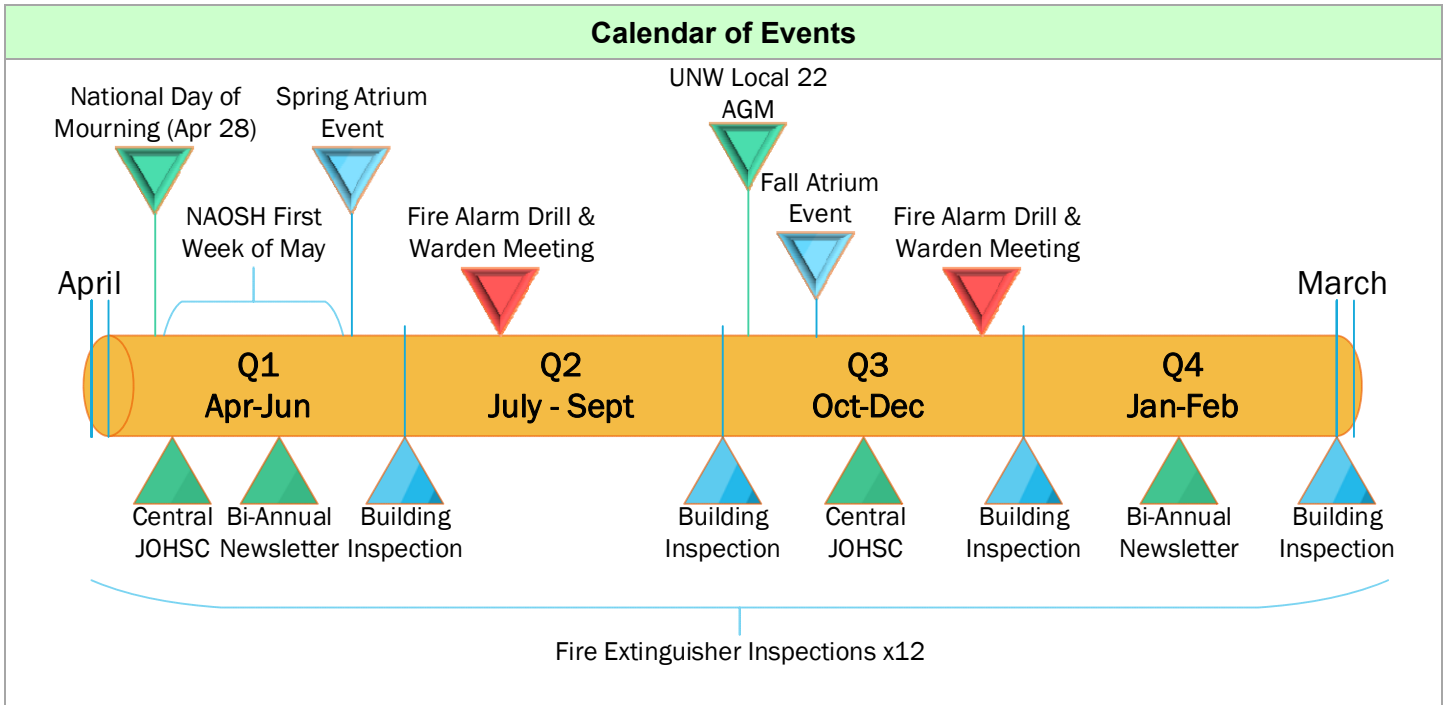 Calendar of Events
National Day of
Mourning (Apr 28)
Spring Atrium
Event
UNW Local 22
AGM
NAOSH First
Week of May
Fire Alarm Drill &
Warden Meeting
Fall Atrium
Event
Fire Alarm Drill &
Warden Meeting
April
March
Q1
Apr-Jun
Q2
July - Sept
Q3
Oct-Dec
Q4
Jan-Feb
Central
JOHSC
Bi-Annual
Newsletter
Building
Inspection
Building
Inspection
Central
JOHSC
Building
Inspection
Bi-Annual
Newsletter
Building
Inspection
Fire Extinguisher Inspections x12